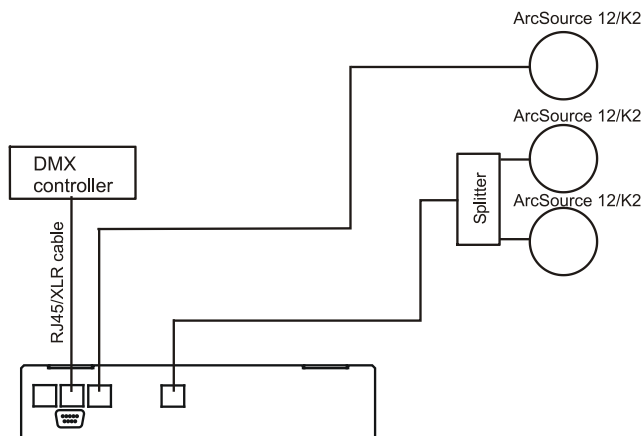 ArcSource 12/K2
ArcSource 12/K2
DMX
controller
Splitter
ArcSource 12/K2
RJ45/XLR cable